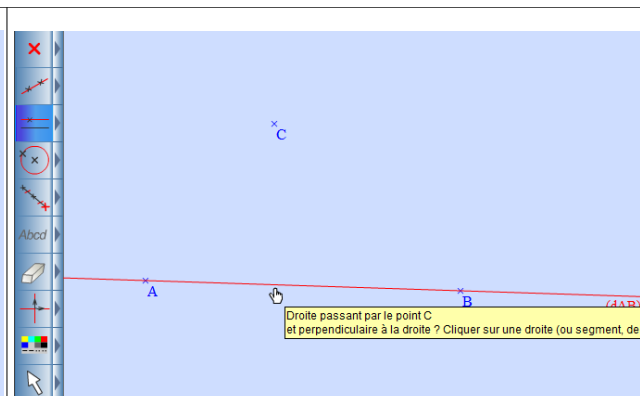 C
Abcd
A
B
(dAB)
Droite passant par le point C
et perpendiculaire à la droite ? Cliquer sur une droite (ou segment, de